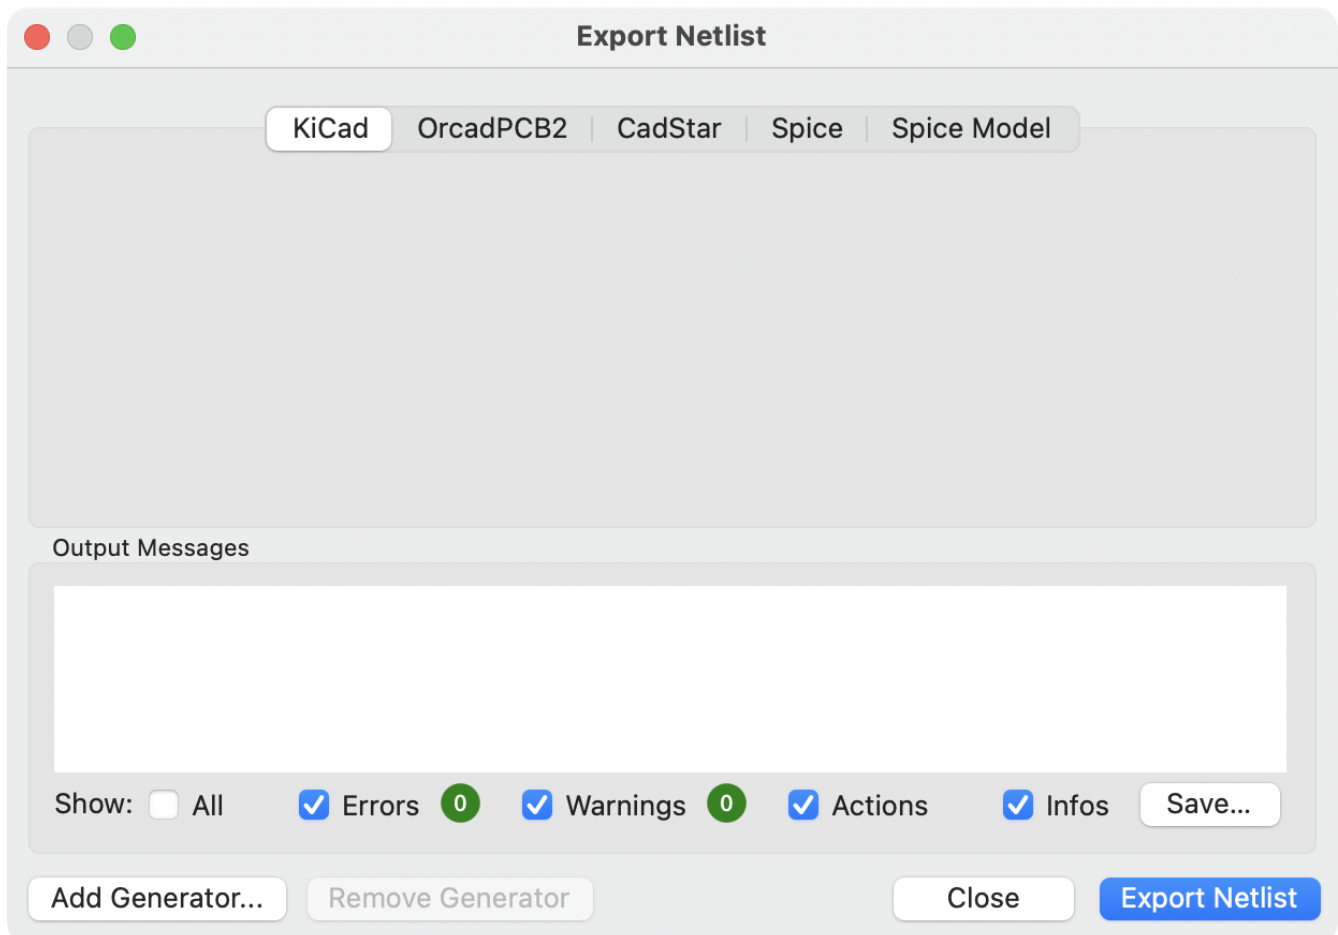 Export Netlist
KiCad OrcadPCB2 CadStar Spice Spice Model
Output Messages
Show: All Errors 0 Warnings 0 Actions Infos Save...
Add Generator... Remove Generator Close Export Netlist